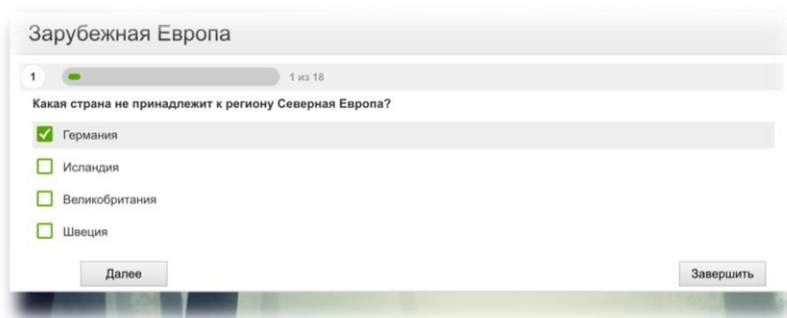 Зарубежная Европа
1 1 из 18
Какая страна не принадлежит к региону Северная Европа?
Германия
Исландия
Великобритания
Швеция
Далее Завершить